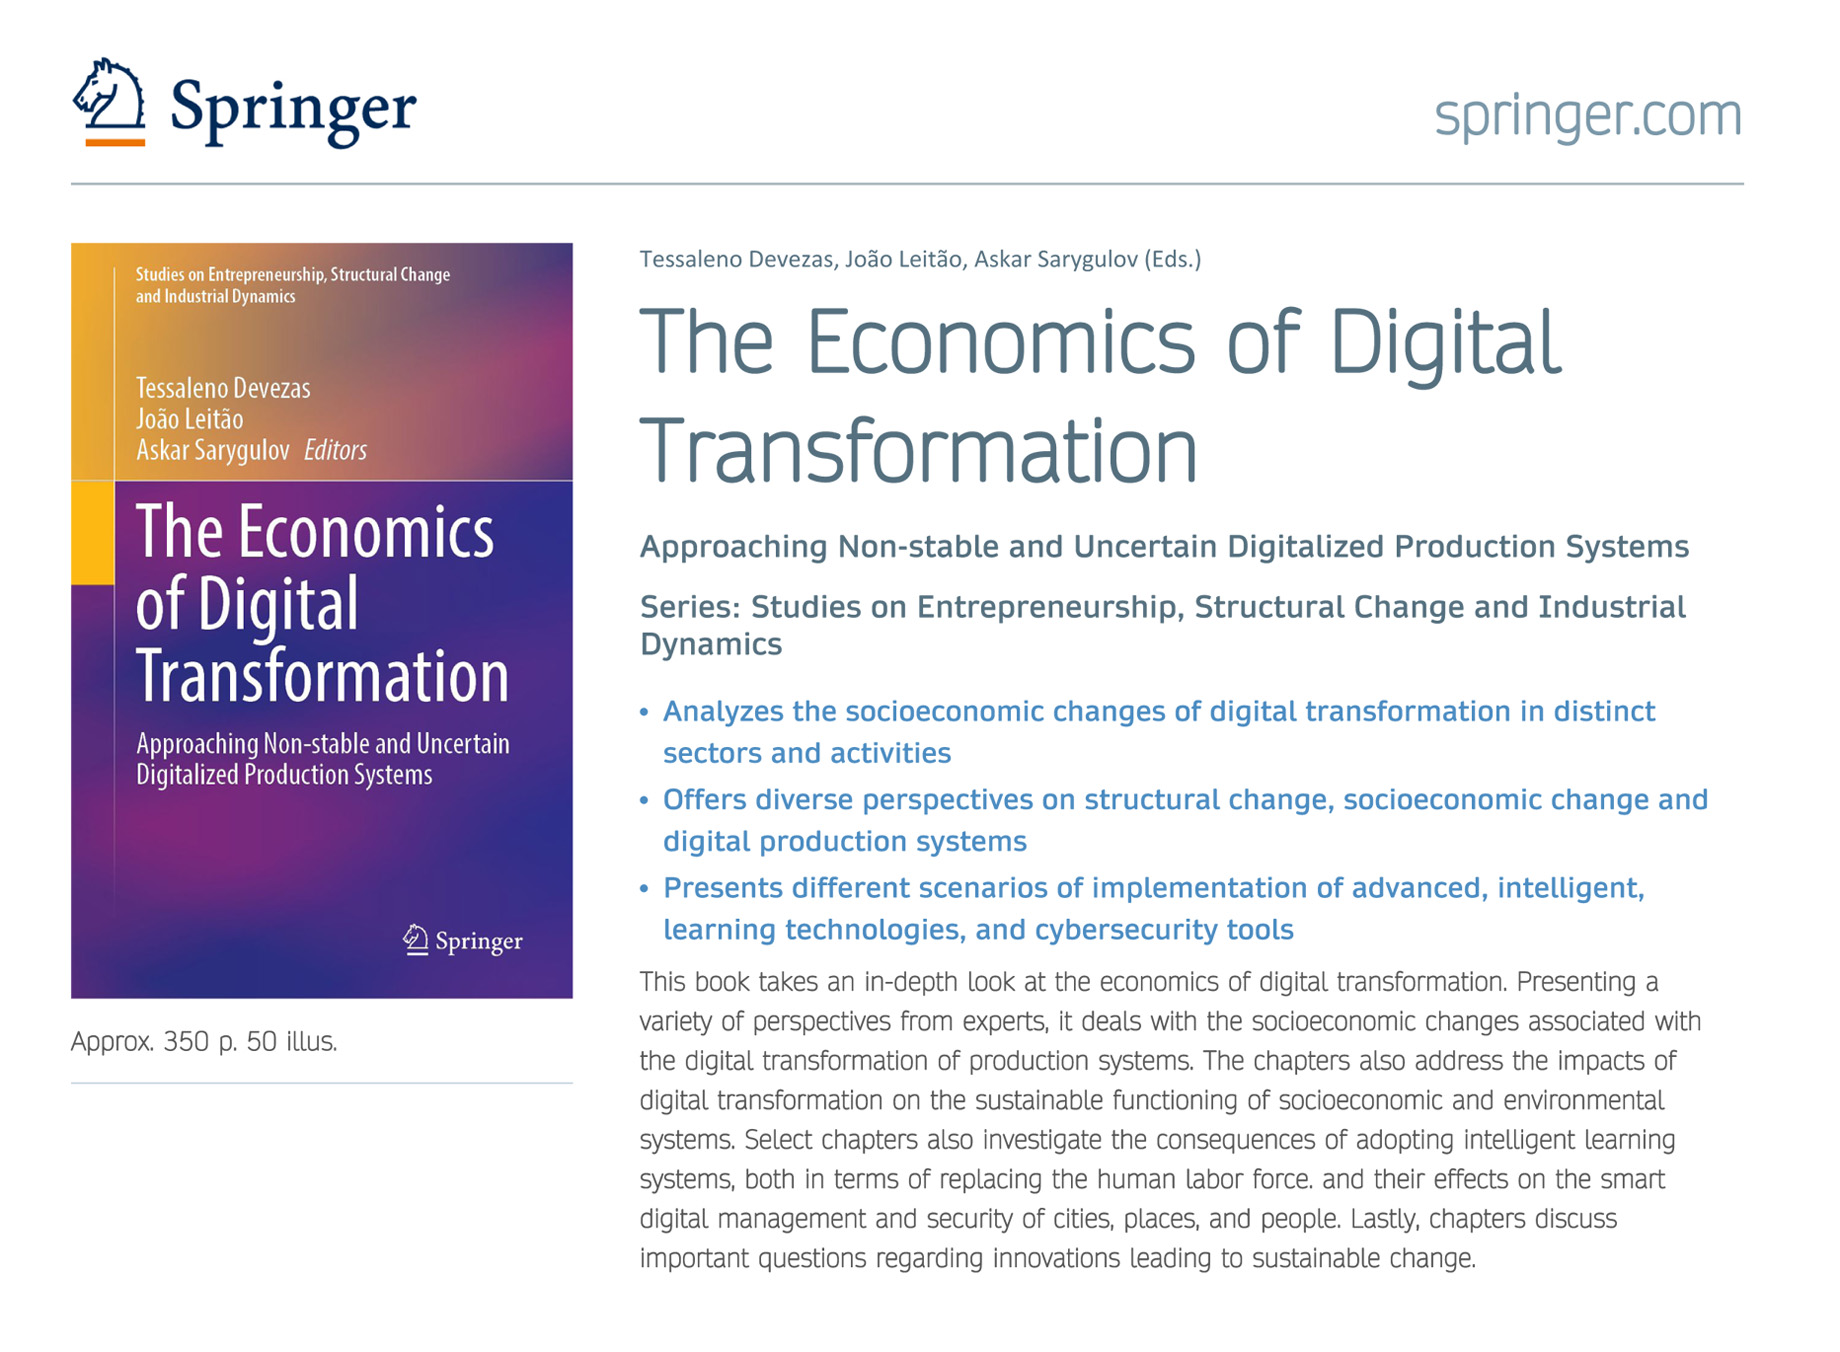 Springer
springer.com
Studies on Entrepreneurship, Structural Change
and Industrial Dynamics
Tessaleno Devezas
João Leitão
Askar Sarygulov Editors
The Economics
of Digital
Transformation
Approaching Non-stable and Uncertain
Digitalized Production Systems
Springer
Approx. 350 p. 50 illus.
Tessaleno Devezas, João Leitão, Askar Sarygulov (Eds.)
The Economics of Digital
Transformation
Approaching Non-stable and Uncertain Digitalized Production Systems
Series: Studies on Entrepreneurship, Structural Change and Industrial
Dynamics
• Analyzes the socioeconomic changes of digital transformation in distinct
sectors and activities
• Offers diverse perspectives on structural change, socioeconomic change and
digital production systems
• Presents different scenarios of implementation of advanced, intelligent,
learning technologies, and cybersecurity tools
This book takes an in-depth look at the economics of digital transformation. Presenting a
variety of perspectives from experts, it deals with the socioeconomic changes associated with
the digital transformation of production systems. The chapters also address the impacts of
digital transformation on the sustainable functioning of socioeconomic and environmental
systems. Select chapters also investigate the consequences of adopting intelligent learning
systems, both in terms of replacing the human labor force. and their effects on the smart
digital management and security of cities, places, and people. Lastly, chapters discuss
important questions regarding innovations leading to sustainable change.